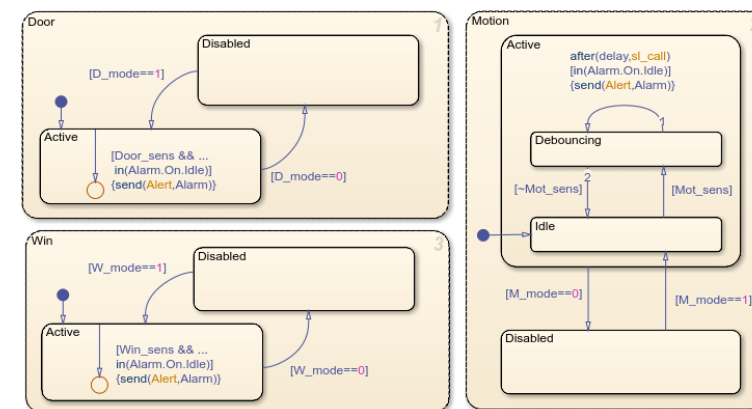 Door
1
Disabled
[D_mode==1]
Active
[Door_sens && ...
in(Alarm.On.Idle)]
{send(Alert,Alarm)}
[D_mode==0]
Win
3
Disabled
[W_mode==1]
Active
[Win_sens && ...
in(Alarm.On.Idle)]
{send(Alert,Alarm)}
[W_mode==0]
Motion
Active
after(delay,sl_call)
[in(Alarm.On.Idle)]
{send(Alert,Alarm)}
1
Debouncing
2
[~Mot_sens]
[Mot_sens]
Idle
[M_mode==0]
[M_mode==1]
Disabled